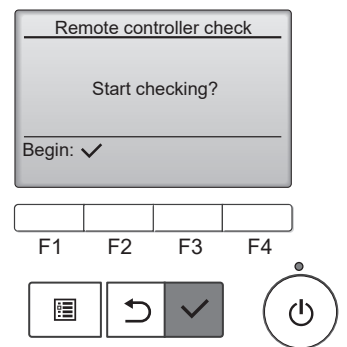 Remote controller check
Start checking?
Begin: ✓
F1 F2 F3 F4